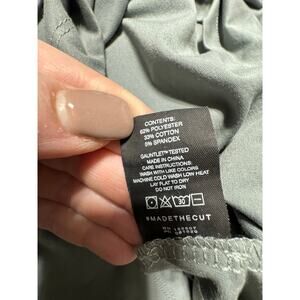 CONTENTS:
62% POLYESTER
33% COTTON
5% SPANDEX
GAUNTLET™ TESTED
MADE IN CHINA
CARE INSTRUCTIONS:
WASH WITH LIKE COLORS
MACHINE COLD WASH LOW HEAT
LAY FLAT TO DRY
DO NOT IRON
#MADETHECUT